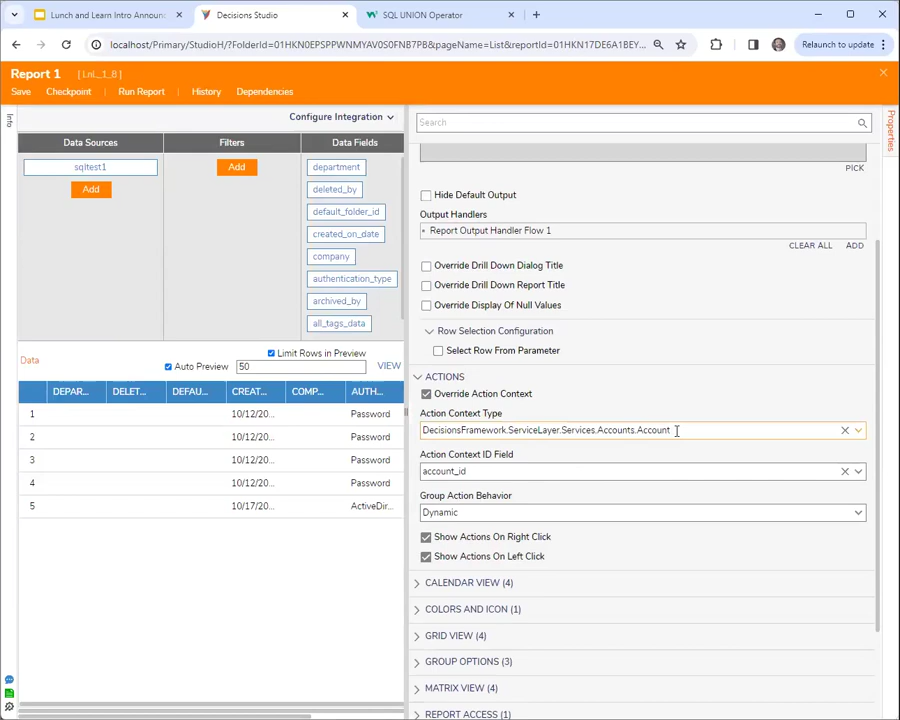 Lunch and Learn Intro Announc
Decisions Studio
SQL UNION Operator
localhost/Primary/StudioH/?FolderId=01HKN0EPSPPWNMYAV0S0FNB7PB&pageName=List&reportId=01HKN17DE6A1BEY...
Relaunch to update
Report 1
[LnL_1_8]
Save
Checkpoint
Run Report
History
Dependencies
Info
Configure Integration
Data Sources
Filters
Data Fields
sqltest1
Add
Add
department
deleted_by
default_folder_id
created_on_date
company
authentication_type
archived_by
all_tags_data
Data
Limit Rows in Preview
Auto Preview
50
VIEW
DEPAR...
DELET...
DEFAU...
CREAT...
COMP...
AUTH...
1
10/12/20...
Password
2
10/12/20...
Password
3
10/12/20...
Password
4
10/12/20...
Password
5
10/17/20...
ActiveDir...
Properties
Search
PICK
Hide Default Output
Output Handlers
Report Output Handler Flow 1
CLEAR ALL
ADD
Override Drill Down Dialog Title
Override Drill Down Report Title
Override Display Of Null Values
Row Selection Configuration
Select Row From Parameter
ACTIONS
Override Action Context
Action Context Type
DecisionsFramework.ServiceLayer.Services.Accounts.Account
Action Context ID Field
account_id
Group Action Behavior
Dynamic
Show Actions On Right Click
Show Actions On Left Click
CALENDAR VIEW (4)
COLORS AND ICON (1)
GRID VIEW (4)
GROUP OPTIONS (3)
MATRIX VIEW (4)
REPORT ACCESS (1)